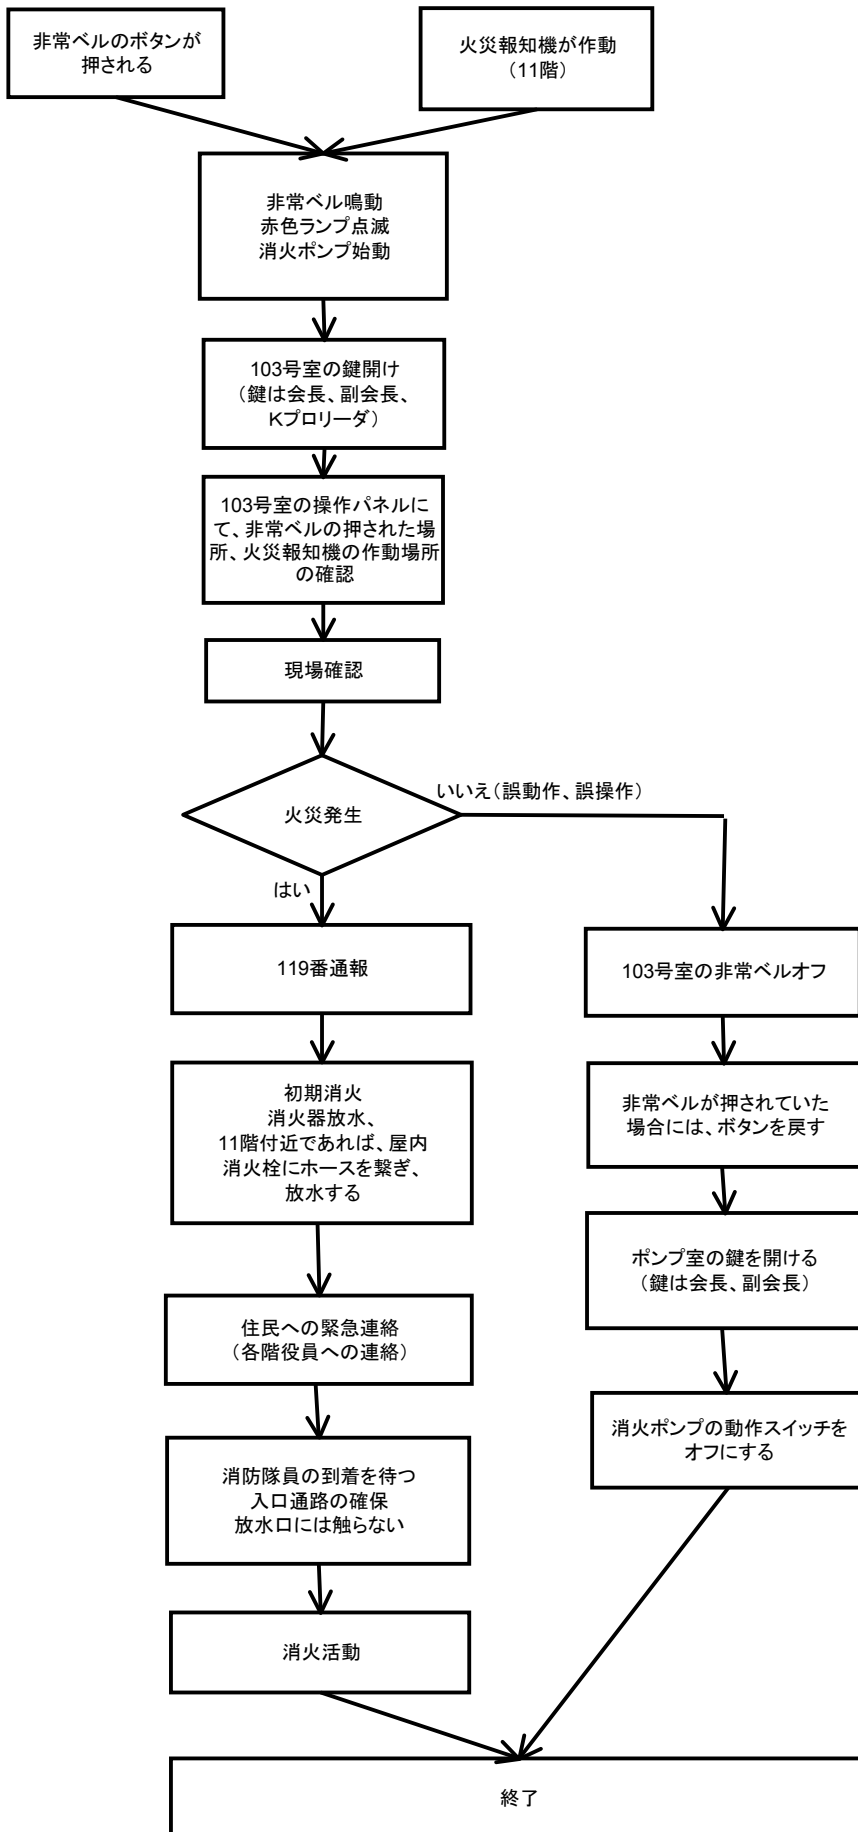 非常ベルのボタンが
押される
火災報知機が作動
（11階）
非常ベル鳴動
赤色ランプ点滅
消火ポンプ始動
103号室の鍵開け
（鍵は会長、副会長、
Ｋプロリーダ）
103号室の操作パネルに
て、非常ベルの押された場
所、火災報知機の作動場所
の確認
現場確認
火災発生
いいえ（誤動作、誤操作）
はい
119番通報
103号室の非常ベルオフ
初期消火
消火器放水、
11階付近であれば、屋内
消火栓にホースを繋ぎ、
放水する
非常ベルが押されていた
場合には、ボタンを戻す
ポンプ室の鍵を開ける
（鍵は会長、副会長）
住民への緊急連絡
（各階役員への連絡）
消火ポンプの動作スイッチを
オフにする
消防隊員の到着を待つ
入口通路の確保
放水口には触らない
消火活動
終了